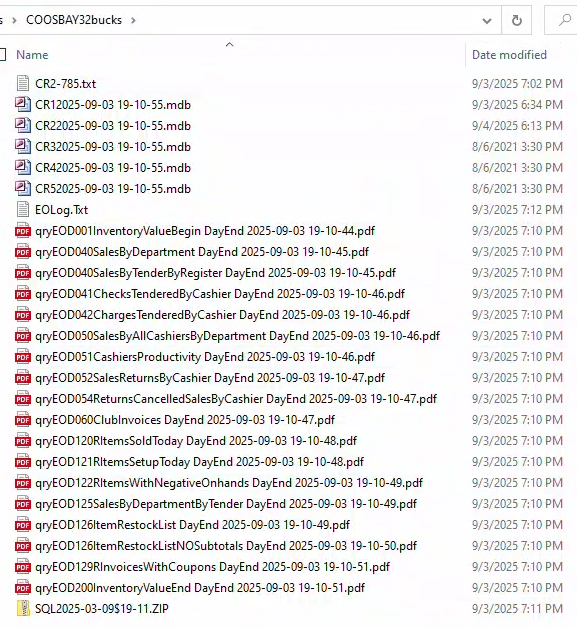 s › COOSBAY32bucks ›
Name Date modified
CR2-785.txt 9/3/2025 7:02 PM
CR12025-09-03 19-10-55.mdb 9/3/2025 6:34 PM
CR22025-09-03 19-10-55.mdb 9/4/2025 6:13 PM
CR32025-09-03 19-10-55.mdb 8/6/2021 3:30 PM
CR42025-09-03 19-10-55.mdb 8/6/2021 3:30 PM
CR52025-09-03 19-10-55.mdb 8/6/2021 3:30 PM
EOLog.Txt 9/3/2025 7:12 PM
qryEOD001InventoryValueBegin DayEnd 2025-09-03 19-10-44.pdf 9/3/2025 7:10 PM
qryEOD040SalesByDepartment DayEnd 2025-09-03 19-10-45.pdf 9/3/2025 7:10 PM
qryEOD040SalesByTenderByRegister DayEnd 2025-09-03 19-10-45.pdf 9/3/2025 7:10 PM
qryEOD041ChecksTenderedByCashier DayEnd 2025-09-03 19-10-46.pdf 9/3/2025 7:10 PM
qryEOD042ChargesTenderedByCashier DayEnd 2025-09-03 19-10-46.pdf 9/3/2025 7:10 PM
qryEOD050SalesByAllCashiersByDepartment DayEnd 2025-09-03 19-10-46.pdf 9/3/2025 7:10 PM
qryEOD051CashiersProductivity DayEnd 2025-09-03 19-10-46.pdf 9/3/2025 7:10 PM
qryEOD052SalesReturnsByCashier DayEnd 2025-09-03 19-10-47.pdf 9/3/2025 7:10 PM
qryEOD054ReturnsCancelledSalesByCashier DayEnd 2025-09-03 19-10-47.pdf 9/3/2025 7:10 PM
qryEOD060ClubInvoices DayEnd 2025-09-03 19-10-47.pdf 9/3/2025 7:10 PM
qryEOD120RItemsSoldToday DayEnd 2025-09-03 19-10-48.pdf 9/3/2025 7:10 PM
qryEOD121RItemsSetupToday DayEnd 2025-09-03 19-10-48.pdf 9/3/2025 7:10 PM
qryEOD122RItemsWithNegativeOnhands DayEnd 2025-09-03 19-10-49.pdf 9/3/2025 7:10 PM
qryEOD125SalesByDepartmentByTender DayEnd 2025-09-03 19-10-49.pdf 9/3/2025 7:10 PM
qryEOD126ItemRestockList DayEnd 2025-09-03 19-10-49.pdf 9/3/2025 7:10 PM
qryEOD126ItemRestockListNOSubtotals DayEnd 2025-09-03 19-10-50.pdf 9/3/2025 7:10 PM
qryEOD129RInvoicesWithCoupons DayEnd 2025-09-03 19-10-51.pdf 9/3/2025 7:10 PM
qryEOD200InventoryValueEnd DayEnd 2025-09-03 19-10-51.pdf 9/3/2025 7:10 PM
SQL2025-03-09$19-11.ZIP 9/3/2025 7:11 PM